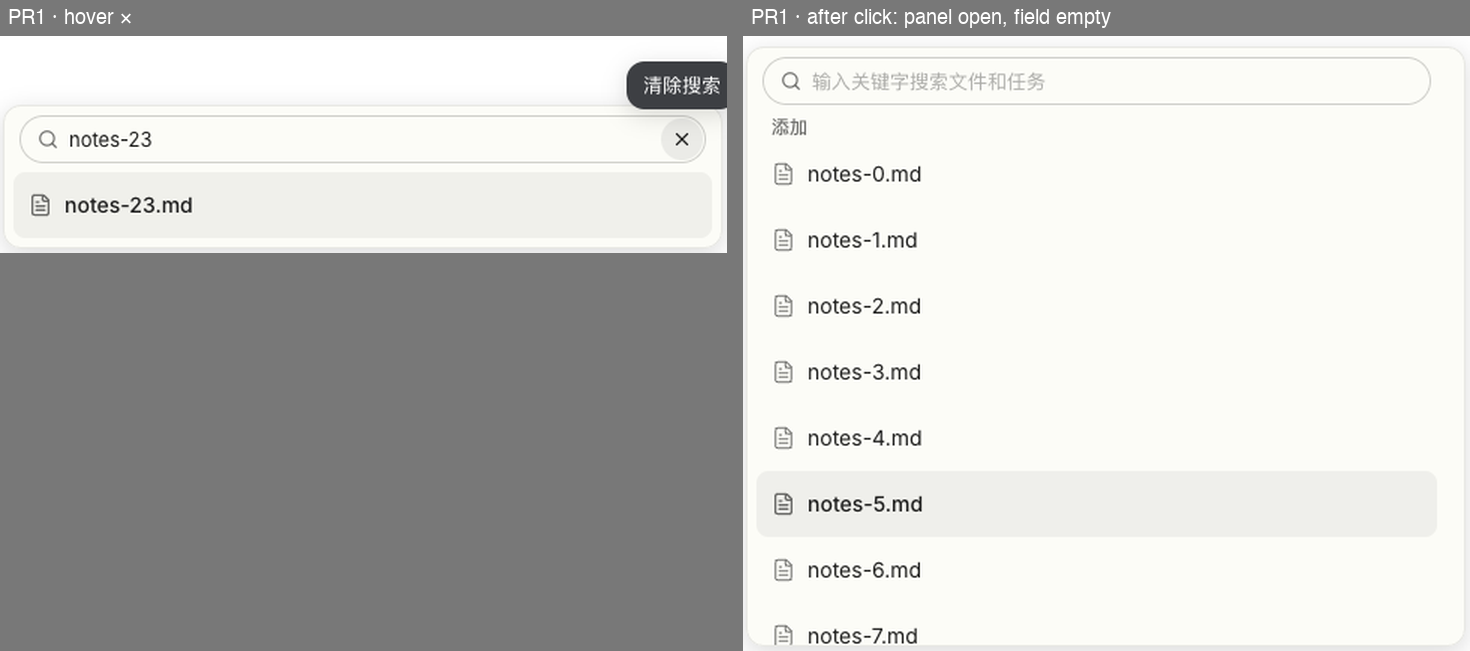 PR1 · hover ×
清除搜索
notes-23
notes-23.md
PR1 · after click: panel open, field empty
输入关键字搜索文件和任务
添加
notes-0.md
notes-1.md
notes-2.md
notes-3.md
notes-4.md
notes-5.md
notes-6.md
notes-7.md